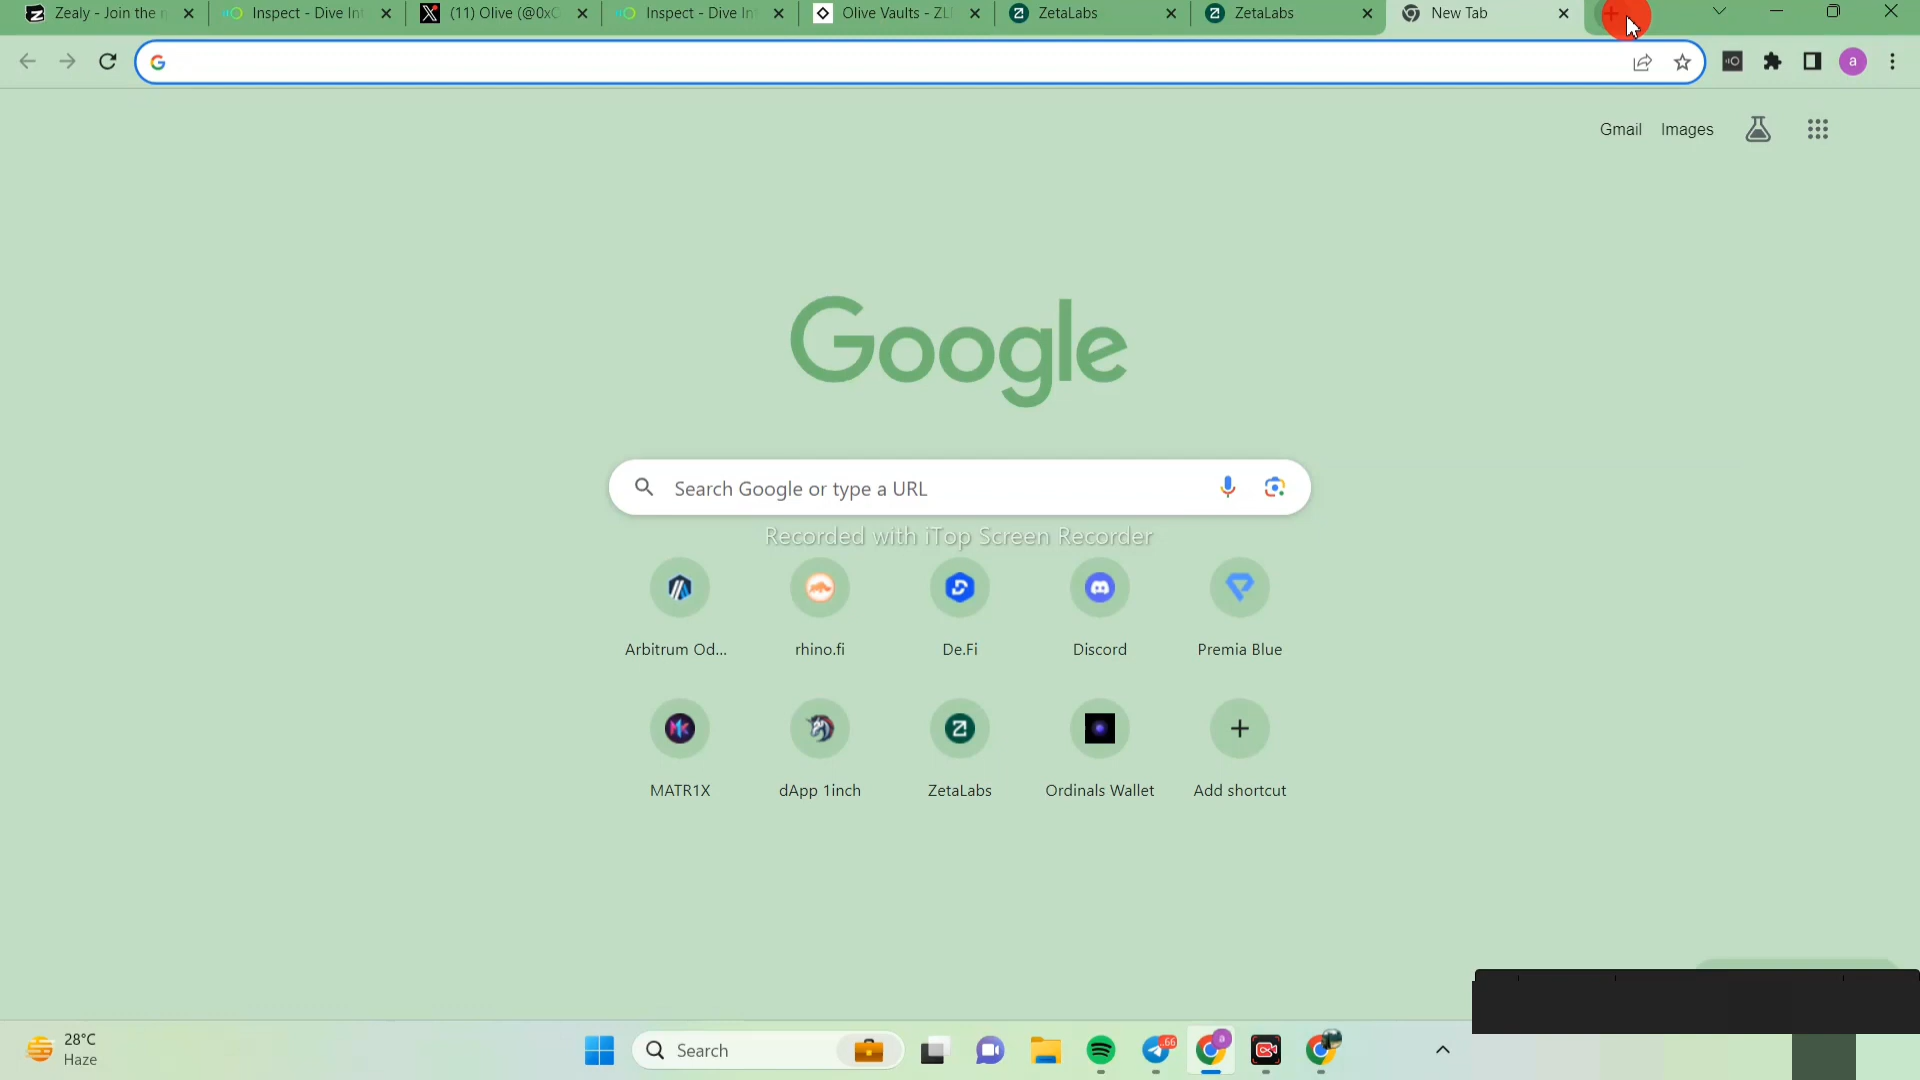 Zealy - Join the
Inspect - Dive In
(11) Olive (@0x
Inspect - Dive In
Olive Vaults - ZL
ZetaLabs
ZetaLabs
New Tab
a
Gmail
Images
Google
Search Google or type a URL
Recorded with iTop Screen Recorder
Arbitrum Od...
rhino.fi
De.Fi
Discord
Premia Blue
MATR1X
dApp 1inch
ZetaLabs
Ordinals Wallet
Add shortcut
28°C
Haze
Search
66
a